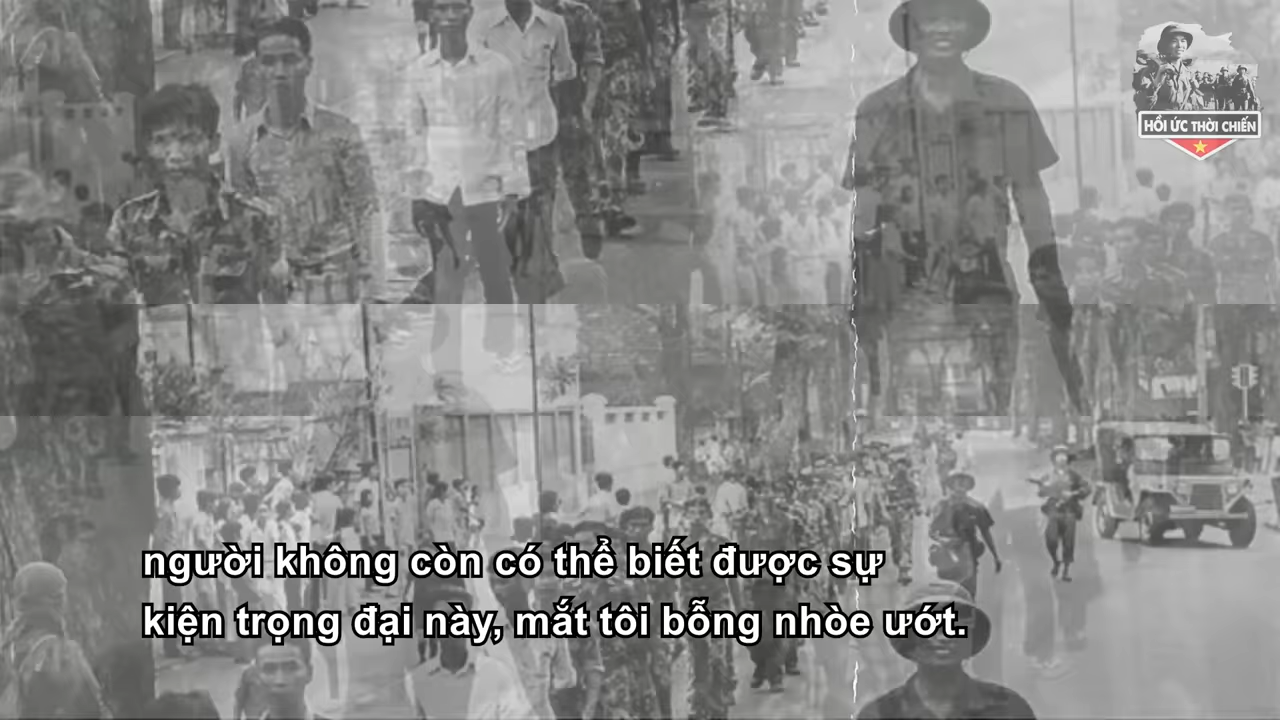 HỒI ỨC THỜI CHIẾN
người không còn có thể biết được sự
kiện trọng đại này, mắt tôi bỗng nhòe ướt.